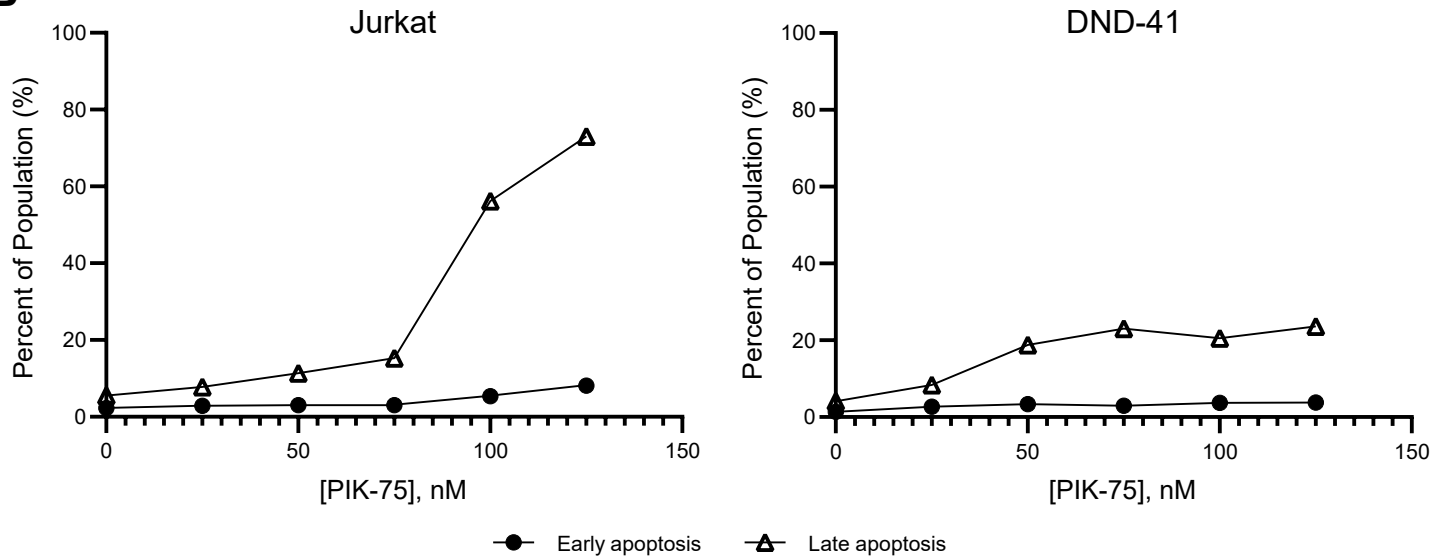 Jurkat
100
80
60
40
20
0
Percent of Population (%)
0 50 100 150
[PIK-75], nM
DND-41
100
80
60
40
20
0
Percent of Population (%)
0 50 100 150
[PIK-75], nM
Early apoptosis Late apoptosis